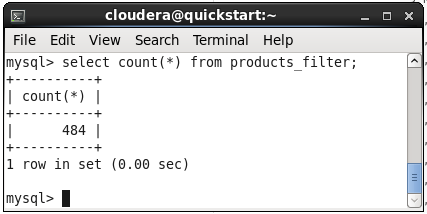 cloudera@quickstart:~
File Edit View Search Terminal Help
mysql> select count(*) from products_filter;
+----------+
| count(*) |
+----------+
|      484 |
+----------+
1 row in set (0.00 sec)
mysql>